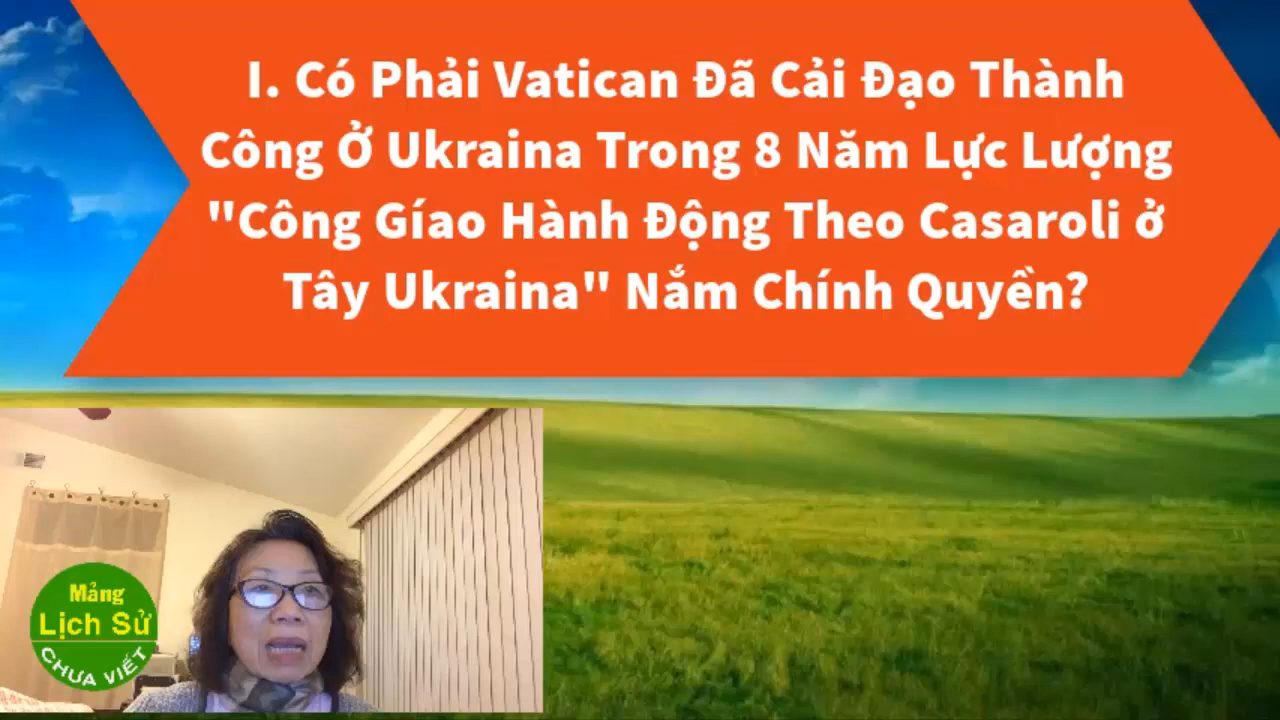 I. Có Phải Vatican Đã Cải Đạo Thành
Công Ở Ukraina Trong 8 Năm Lực Lượng
"Công Gíao Hành Động Theo Casaroli ở
Tây Ukraina" Nắm Chính Quyền?
Mảng
Lịch Sử
CHƯA VIẾT